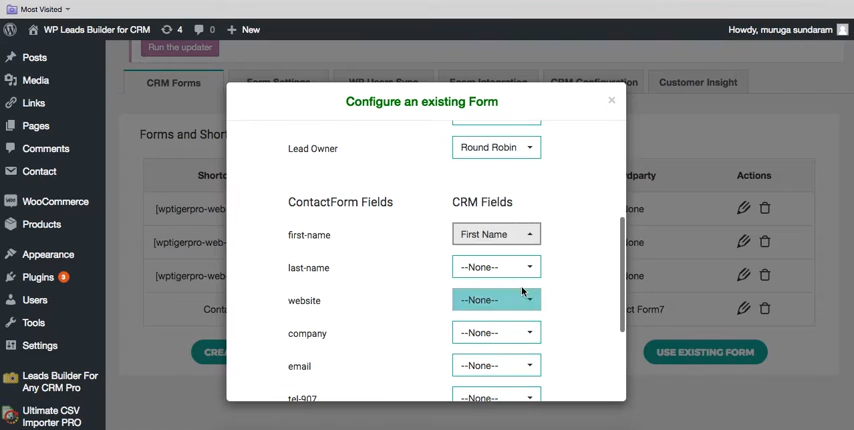 Most Visited
WP Leads Builder for CRM
4
0
New
Howdy, muruga sundaram
Posts
Media
Links
Pages
Comments
Contact
WooCommerce
Products
Appearance
Plugins 3
Users
Tools
Settings
Leads Builder For
Any CRM Pro
Ultimate CSV
Importer PRO
Run the updater
CRM Forms
Form Settings
WP Users Sync
Ecom Integration
CRM Configuration
Customer Insight
Forms and Short
Shortc
rdparty
Actions
[wptigerpro-web-
one
[wptigerpro-web-
one
[wptigerpro-web-
one
Conta
ct Form7
CREA
USE EXISTING FORM
Configure an existing Form
×
Lead Owner
Round Robin
ContactForm Fields
CRM Fields
first-name
First Name
last-name
--None--
website
--None--
company
--None--
email
--None--
tel-907
--None--